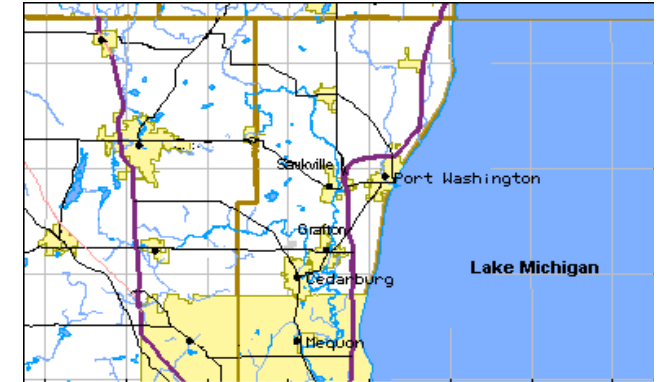 Saukville
Port Washington
Grafton
Lake Michigan
Cedarburg
Mequon